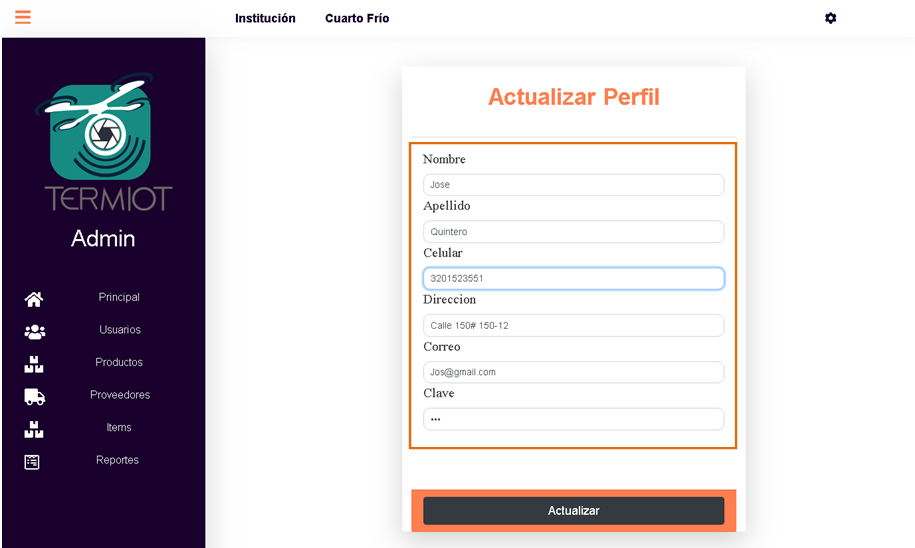 Institución Cuarto Frío
TERMIOT
Admin
Principal
Usuarios
Productos
Proveedores
Items
Reportes
Actualizar Perfil
Nombre
Jose
Apellido
Quintero
Celular
3201523551
Direccion
Calle 150# 150-12
Correo
Jos@gmail.com
Clave
•••
Actualizar